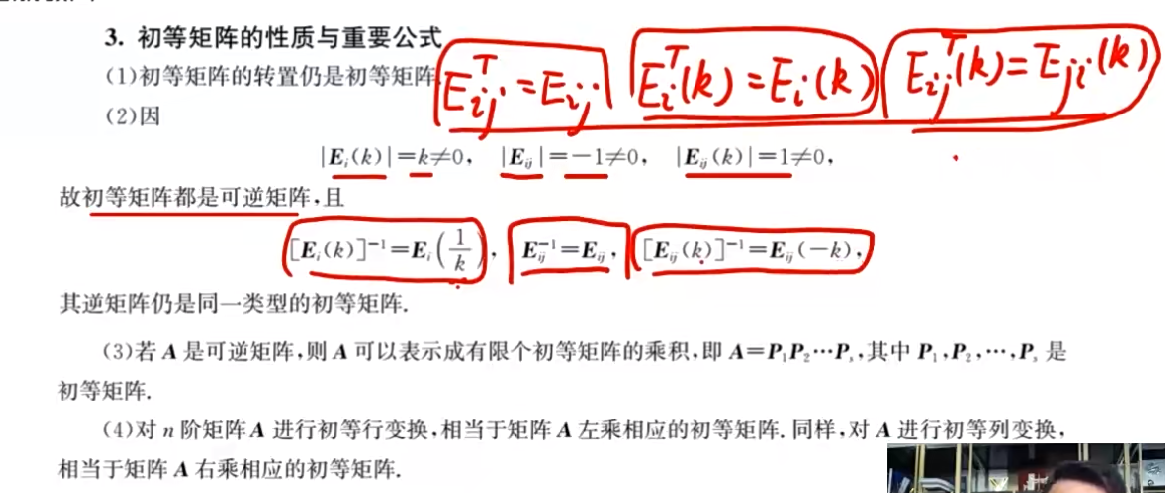 3. 初等矩阵的性质与重要公式
(1)初等矩阵的转置仍是初等矩阵
E_{ij}^T=E_{ij} E_i^T(k)=E_i(k) E_{ij}^T(k)=E_{ji}(k)
(2)因
|E_i(k)|=k≠0, |E_{ij}|=-1≠0, |E_{ij}(k)|=1≠0,
故初等矩阵都是可逆矩阵,且
[E_i(k)]^{-1}=E_i(1/k), E_{ij}^{-1}=E_{ij}, [E_{ij}(k)]^{-1}=E_{ij}(-k),
其逆矩阵仍是同一类型的初等矩阵.
(3)若 A 是可逆矩阵,则 A 可以表示成有限个初等矩阵的乘积,即 A=P_1P_2…P_s,其中 P_1,P_2,…,P_s 是
初等矩阵.
(4)对 n 阶矩阵 A 进行初等行变换,相当于矩阵 A 左乘相应的初等矩阵.同样,对 A 进行初等列变换,
相当于矩阵 A 右乘相应的初等矩阵.